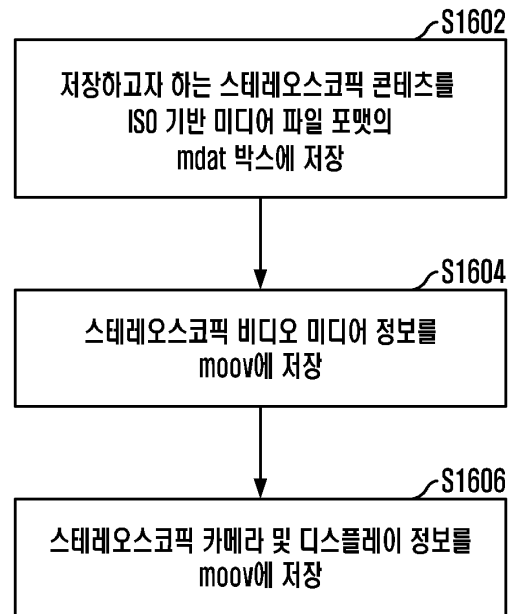 S1602
저장하고자 하는 스테레오스코픽 콘테츠를
ISO 기반 미디어 파일 포맷의
mdat 박스에 저장
S1604
스테레오스코픽 비디오 미디어 정보를
moov에 저장
S1606
스테레오스코픽 카메라 및 디스플레이 정보를
moov에 저장